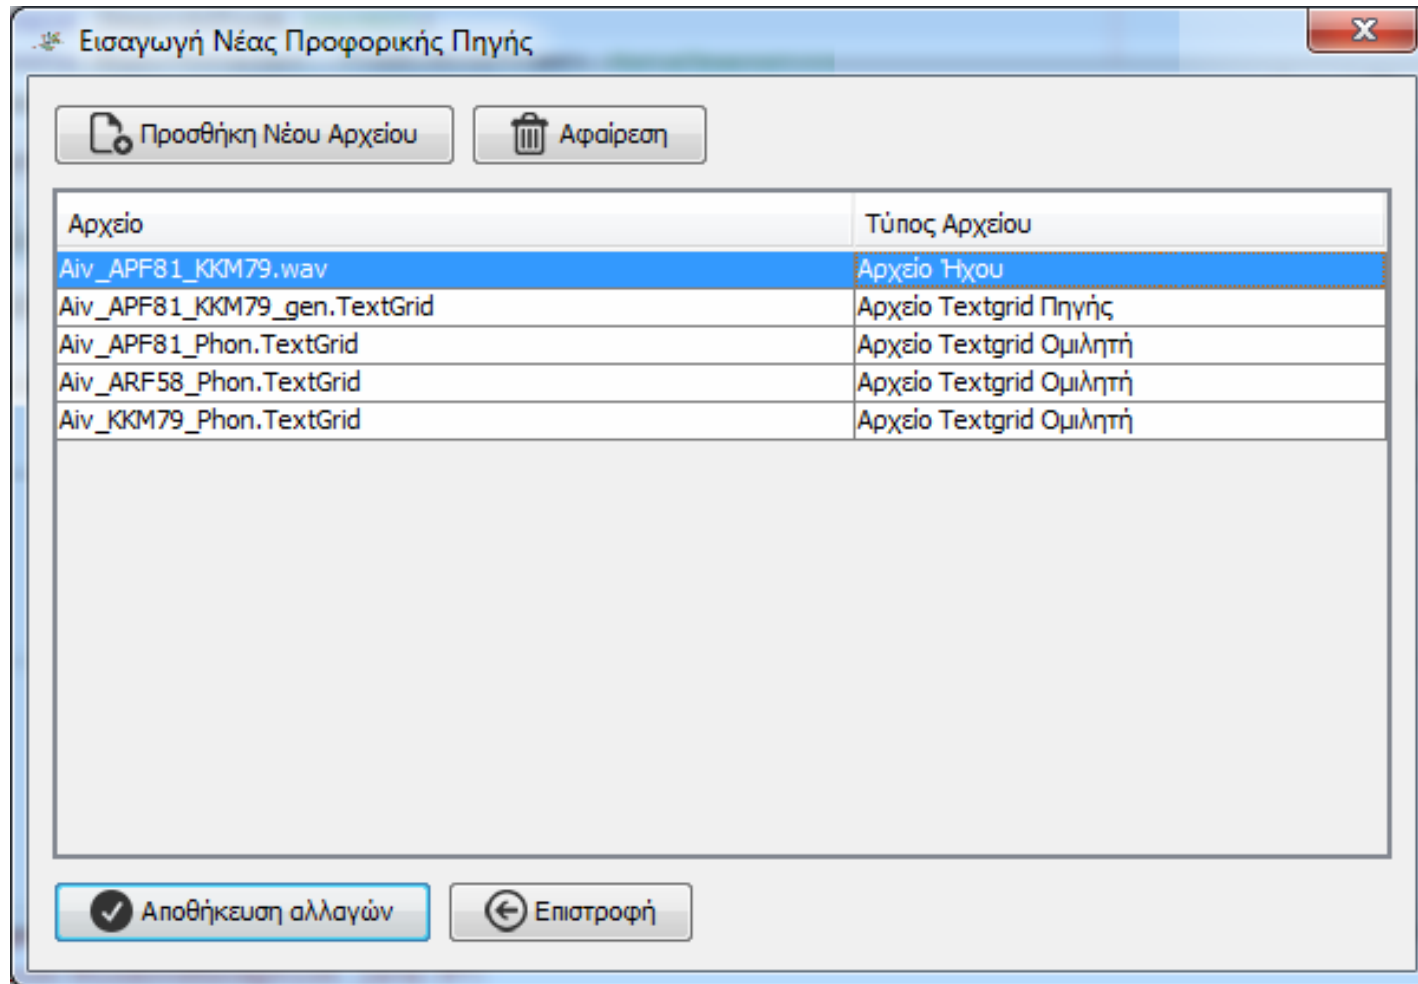 Εισαγωγή Νέας Προφορικής Πηγής
Προσθήκη Νέου Αρχείου Αφαίρεση
Αρχείο Τύπος Αρχείου
Aiv_APF81_KKM79.wav Αρχείο Ήχου
Aiv_APF81_KKM79_gen.TextGrid Αρχείο Textgrid Πηγής
Aiv_APF81_Phon.TextGrid Αρχείο Textgrid Ομιλητή
Aiv_ARF58_Phon.TextGrid Αρχείο Textgrid Ομιλητή
Aiv_KKM79_Phon.TextGrid Αρχείο Textgrid Ομιλητή
Αποθήκευση αλλαγών Επιστροφή